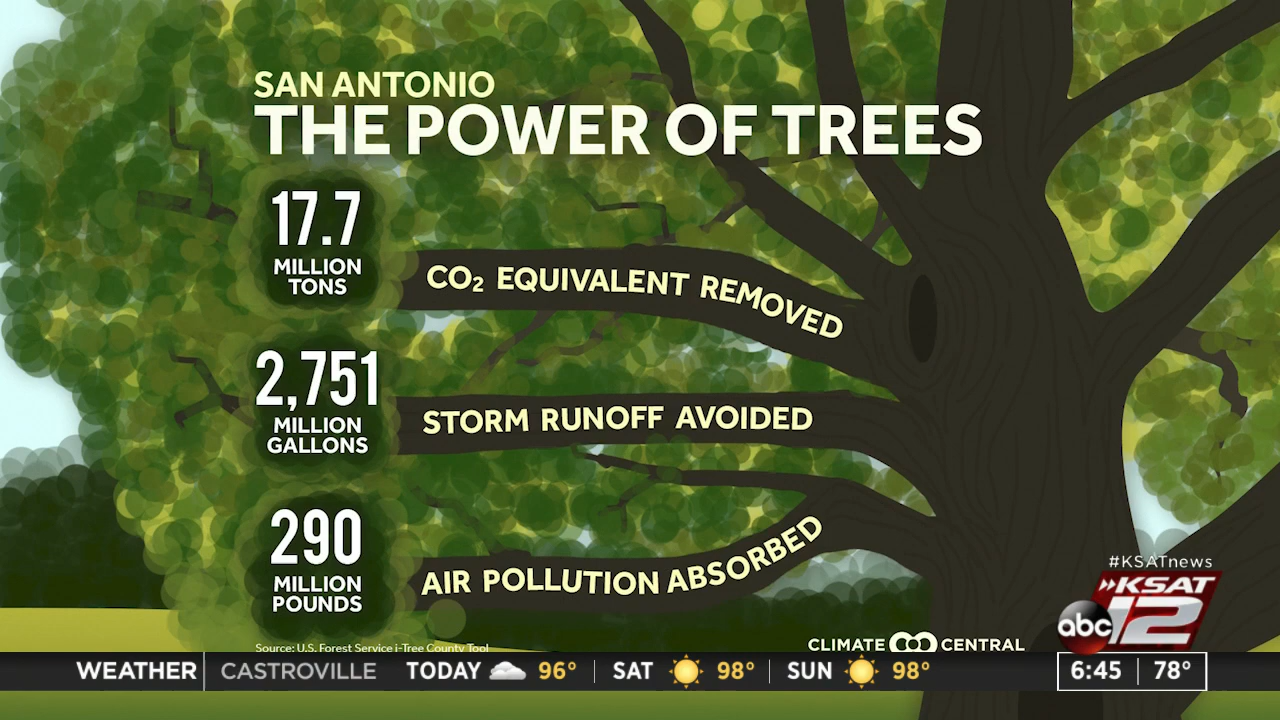 SAN ANTONIO
THE POWER OF TREES
17.7
MILLION
TONS
CO₂ EQUIVALENT REMOVED
2,751
MILLION
GALLONS
STORM RUNOFF AVOIDED
290
MILLION
POUNDS
AIR POLLUTION ABSORBED
#KSATnews
»KSAT
abc 12
Source: U.S. Forest Service i-Tree County Tool
CLIMATE CENTRAL
WEATHER CASTROVILLE TODAY 96° SAT 98° SUN 98° 6:45 78°